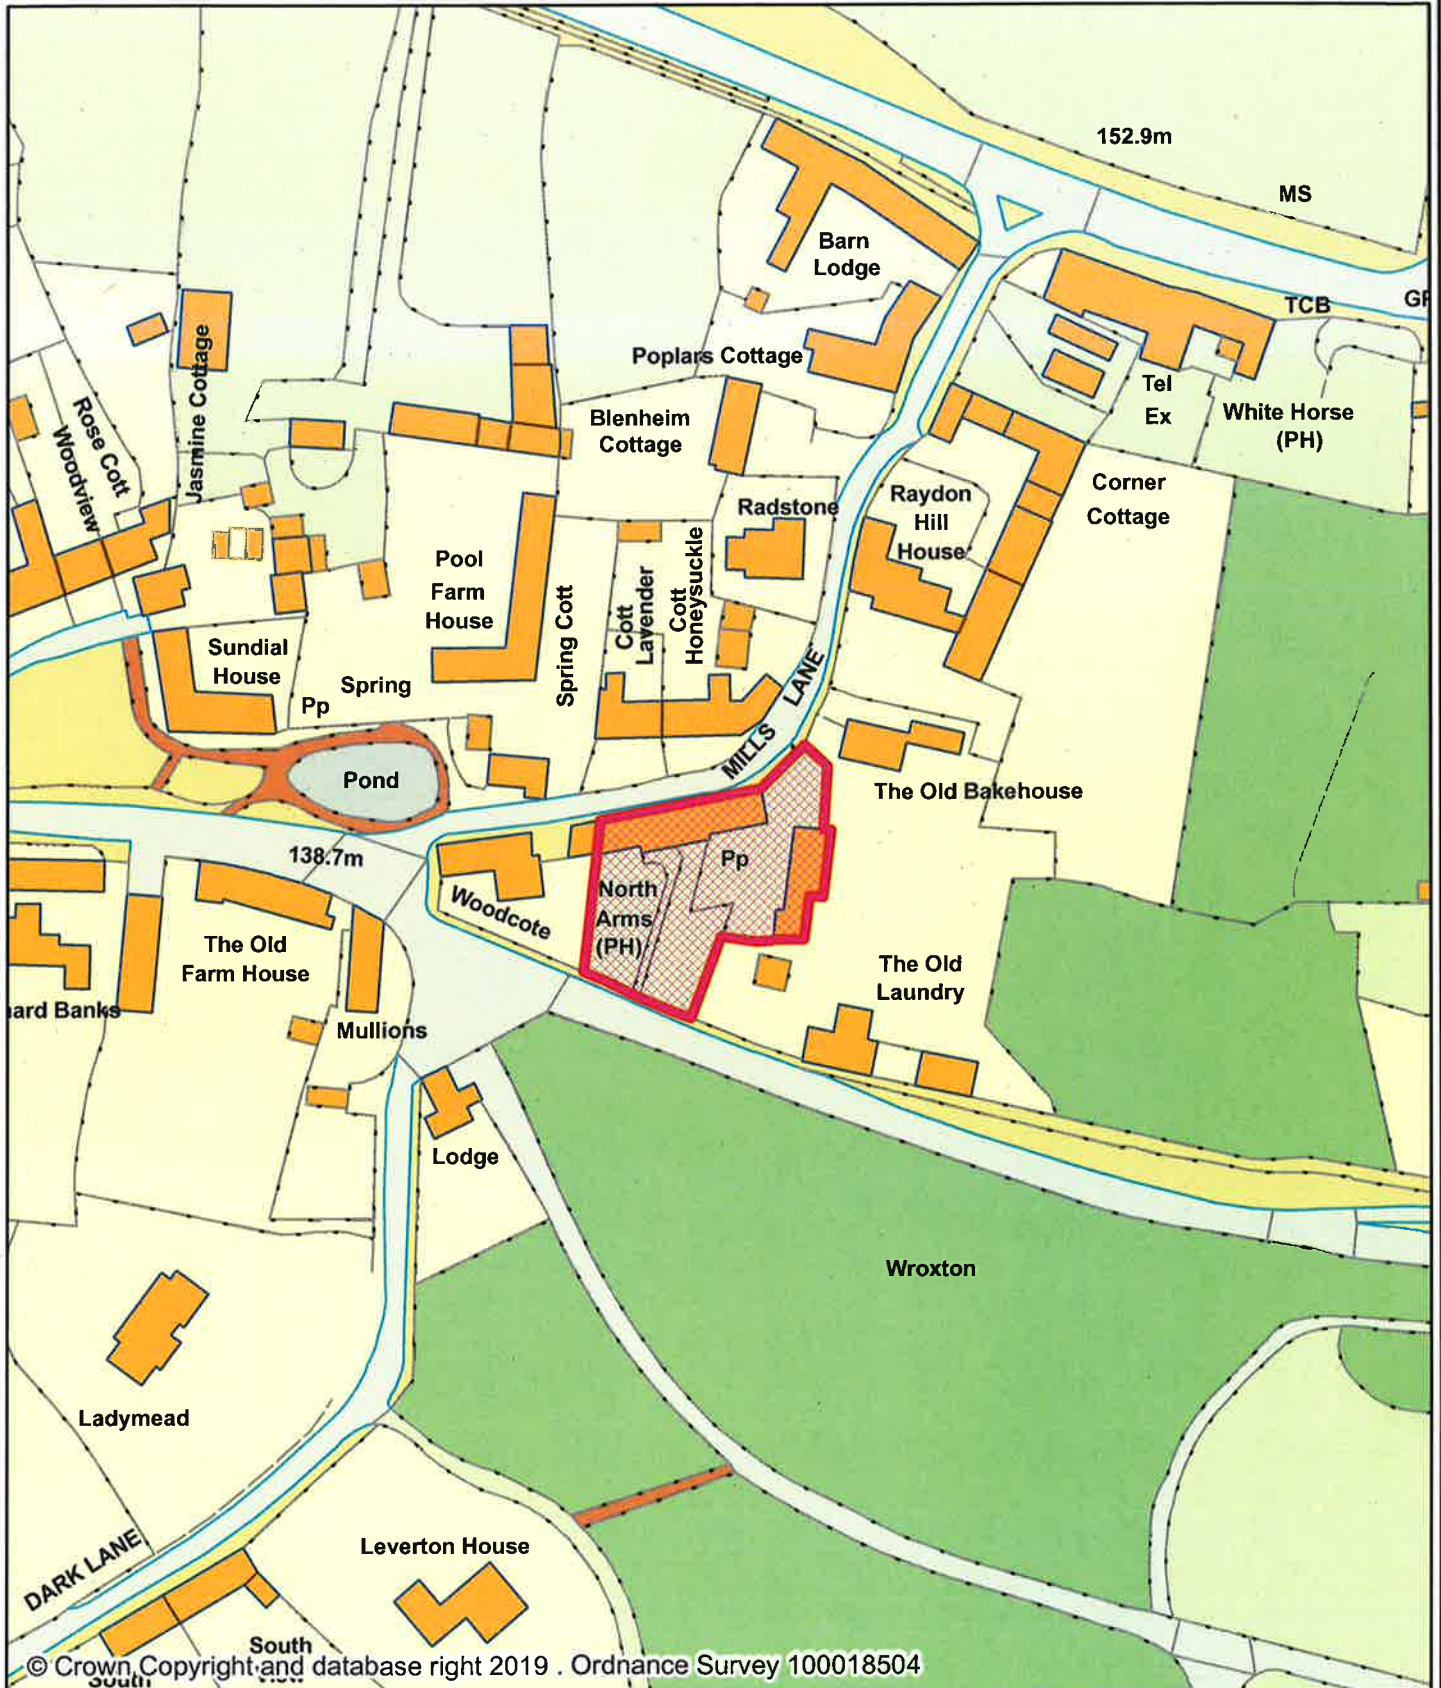 152.9m
MS
Barn
Lodge
TCB
Poplars Cottage
Tel
Ex
White Horse
(PH)
Jasmine Cottage
Rose Cott
Woodview
Blenheim
Cottage
Corner
Cottage
Raydon
Hill
House
Radstone
Pool
Farm
House
Spring Cott
Cott
Lavender
Cott
Honeysuckle
Sundial
House
Spring
Pp
MILLS LANE
Pond
The Old Bakehouse
138.7m
Pp
North
Arms
(PH)
Woodcote
The Old
Farm House
The Old
Laundry
ard Banks
Mullions
Lodge
Wroxton
Ladymead
DARK LANE
Leverton House
South
© Crown Copyright and database right 2019 . Ordnance Survey 100018504
South